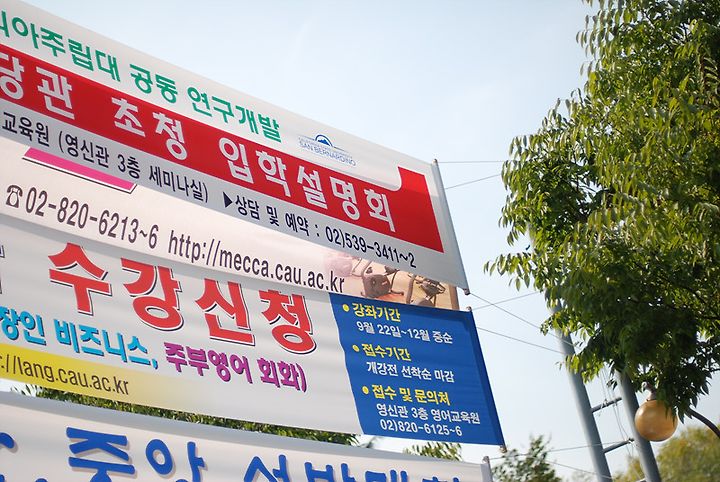 아주립대 공동 연구개발
당관 초청 입학설명회
SAN BERNARDINO
교육원 (영신관 3층 세미나실) ▶상담 및 예약 : 02)539-3411~2
☎02-820-6213~6 http://mecca.cau.ac.kr
수강신청
장인 비즈니스, 주부영어 회화)
://lang.cau.ac.kr
• 강좌기간
9월 22일~12월 중순
• 접수기간
개강전 선착순 마감
• 접수 및 문의처
영신관 3층 영어교육원
02)820-6125~6
중앙